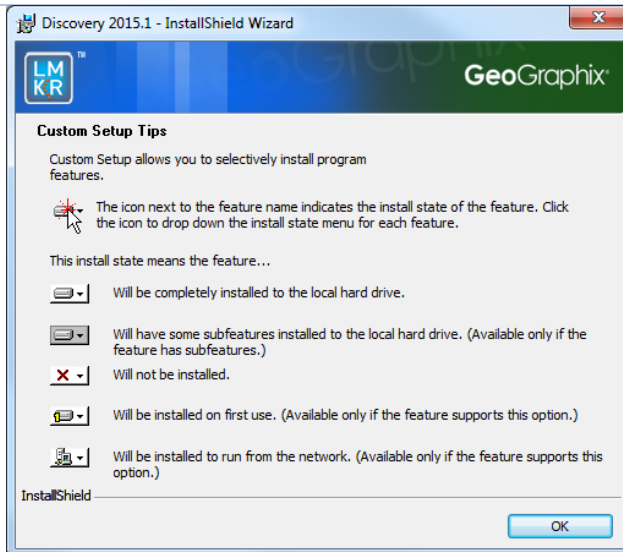 Discovery 2015.1 - InstallShield Wizard
LM
KR
TM
GeoGraphix
Custom Setup Tips
Custom Setup allows you to selectively install program
features.
The icon next to the feature name indicates the install state of the feature. Click
the icon to drop down the install state menu for each feature.
This install state means the feature...
Will be completely installed to the local hard drive.
Will have some subfeatures installed to the local hard drive. (Available only if the
feature has subfeatures.)
Will not be installed.
Will be installed on first use. (Available only if the feature supports this option.)
Will be installed to run from the network. (Available only if the feature supports this
option.)
InstallShield
OK